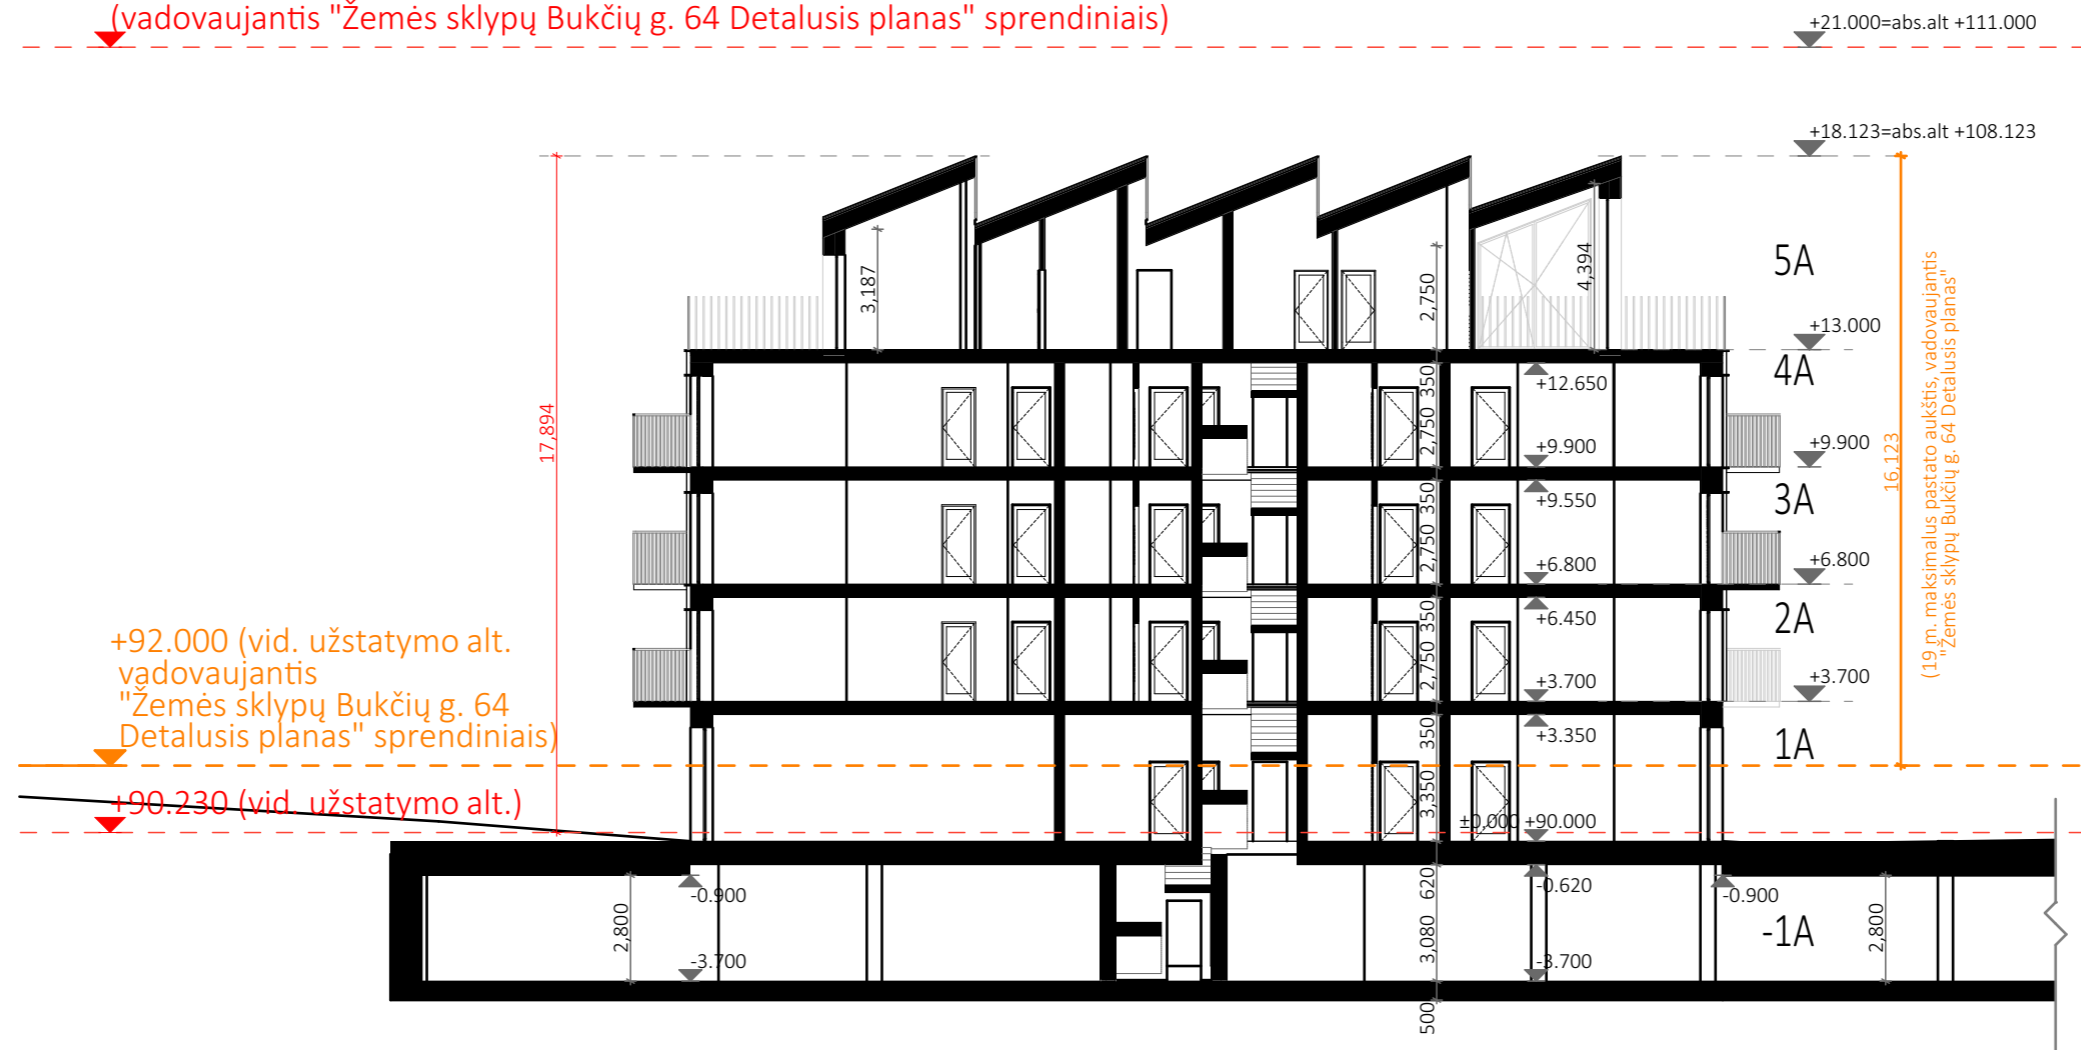 (vadovaujantis "Žemės sklypų Bukčių g. 64 Detalusis planas" sprendiniais)
+21.000=abs.alt +111.000
+18.123=abs.alt +108.123
17,894
3,187
2,750
4,394
5A
+13.000
4A
350
+12.650
2,750
+9.900
+9.900
3A
350
+9.550
2,750
+6.800
+6.800
2A
350
+6.450
2,750
+3.700
+3.700
1A
350
+3.350
3,350
±0,000 +90.000
16,123
(19 m. maksimalus pastato aukštis, vadovaujantis
"Žemės sklypų Bukčių g. 64 Detalusis planas"
+92.000 (vid. užstatymo alt.
vadovaujantis
"Žemės sklypų Bukčių g. 64
Detalusis planas" sprendiniais)
+90.230 (vid. užstatymo alt.)
-0.900
620
-0.620
-0.900
2,800
3,080
-1A
2,800
-3.700
-3.700
500